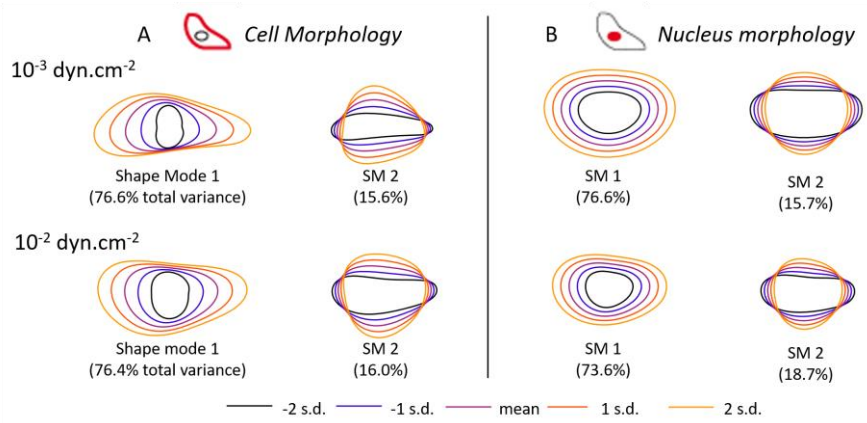 A Cell Morphology
B Nucleus morphology
10⁻³ dyn.cm⁻²
Shape Mode 1
(76.6% total variance)
SM 2
(15.6%)
SM 1
(76.6%)
SM 2
(15.7%)
10⁻² dyn.cm⁻²
Shape mode 1
(76.4% total variance)
SM 2
(16.0%)
SM 1
(73.6%)
SM 2
(18.7%)
-2 s.d. -1 s.d. mean 1 s.d. 2 s.d.